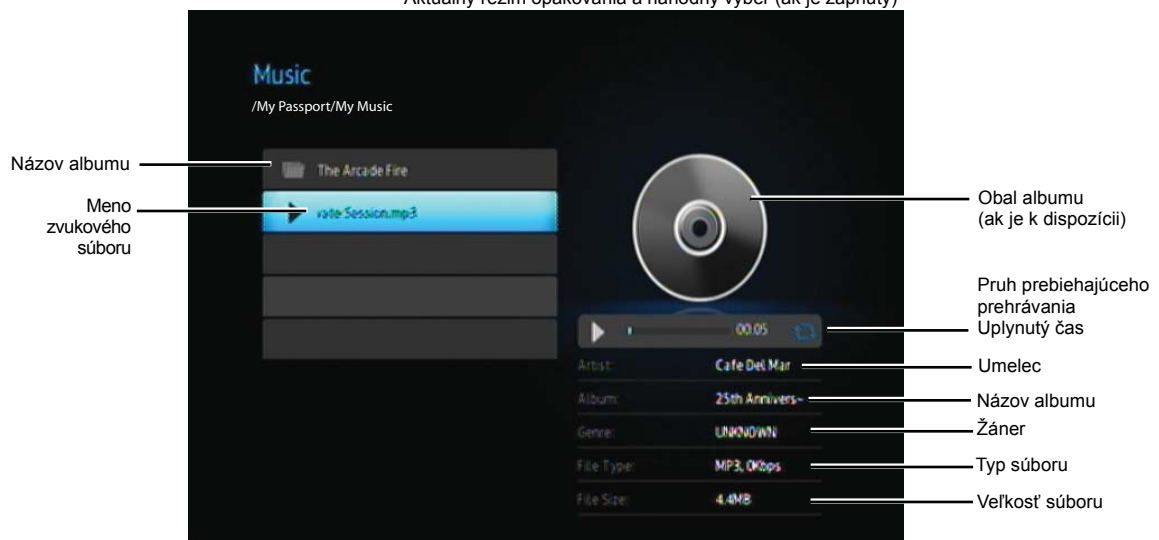 Aktuálny režim opakovania a náhodný výber (ak je zapnutý)
Music
/My Passport/My Music
Názov albumu
The Arcade Fire
Meno
zvukového
súboru
vate Session.mp3
Obal albumu
(ak je k dispozícii)
Pruh prebiehajúceho
prehrávania
Uplynutý čas
00:05
Artist:
Cafe Del Mar
Umelec
Album:
25th Annivers~
Názov albumu
Genre:
UNKNOWN
Žáner
File Type:
MP3, 0Kbps
Typ súboru
File Size:
4.4MB
Veľkosť súboru